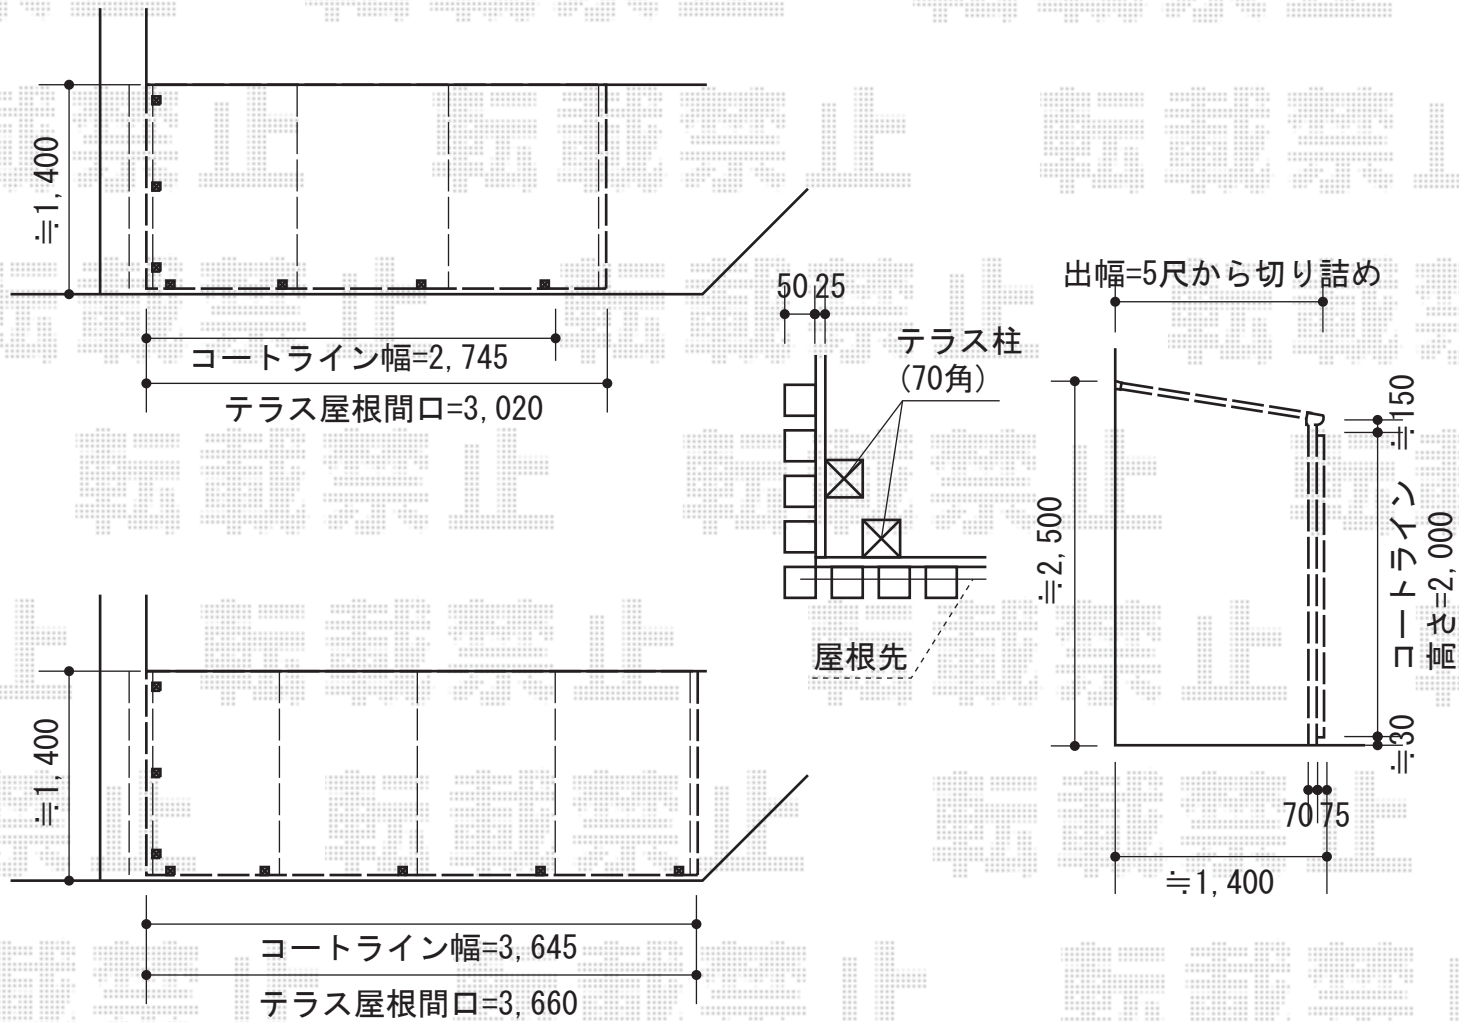 ≒1,400
コートライン幅=2,745
テラス屋根間口=3,020
50 25
テラス柱
(70角)
屋根先
出幅=5尺から切り詰め
≒150
≒2,500
コートライン
高さ=2,000
≒30
70 75
≒1,400
≒1,400
コートライン幅=3,645
テラス屋根間口=3,660
転載禁止